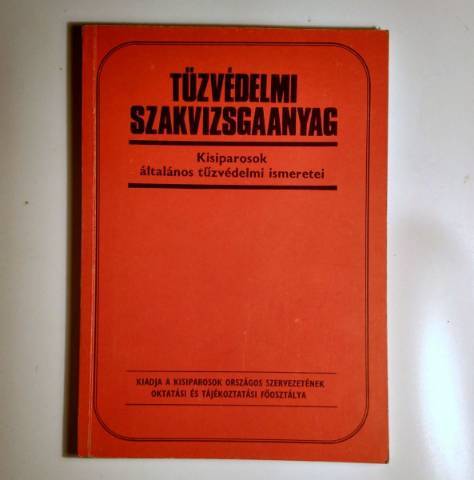 TŰZVÉDELMI
SZAKVIZSGAANYAG
Kisiparosok
általános tűzvédelmi ismeretei
KIADJA A KISIPAROSOK ORSZÁGOS SZERVEZETÉNEK
OKTATÁSI ÉS TÁJÉKOZTATÁSI FŐOSZTÁLYA